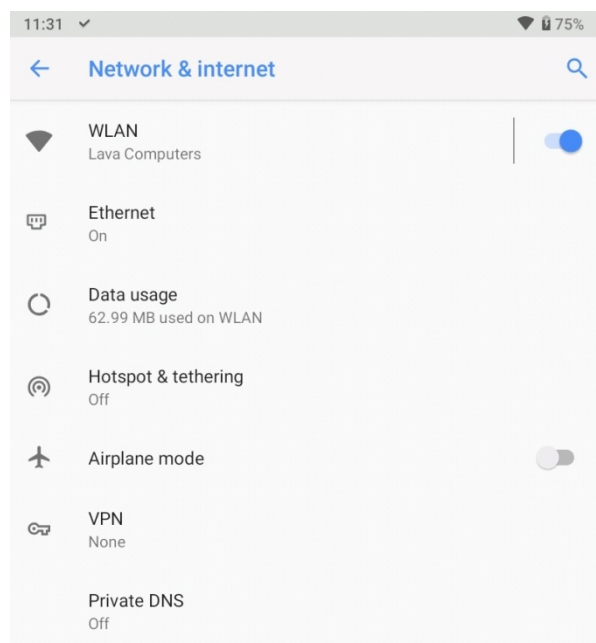 11:31 75%
Network & internet
WLAN
Lava Computers
Ethernet
On
Data usage
62.99 MB used on WLAN
Hotspot & tethering
Off
Airplane mode
VPN
None
Private DNS
Off